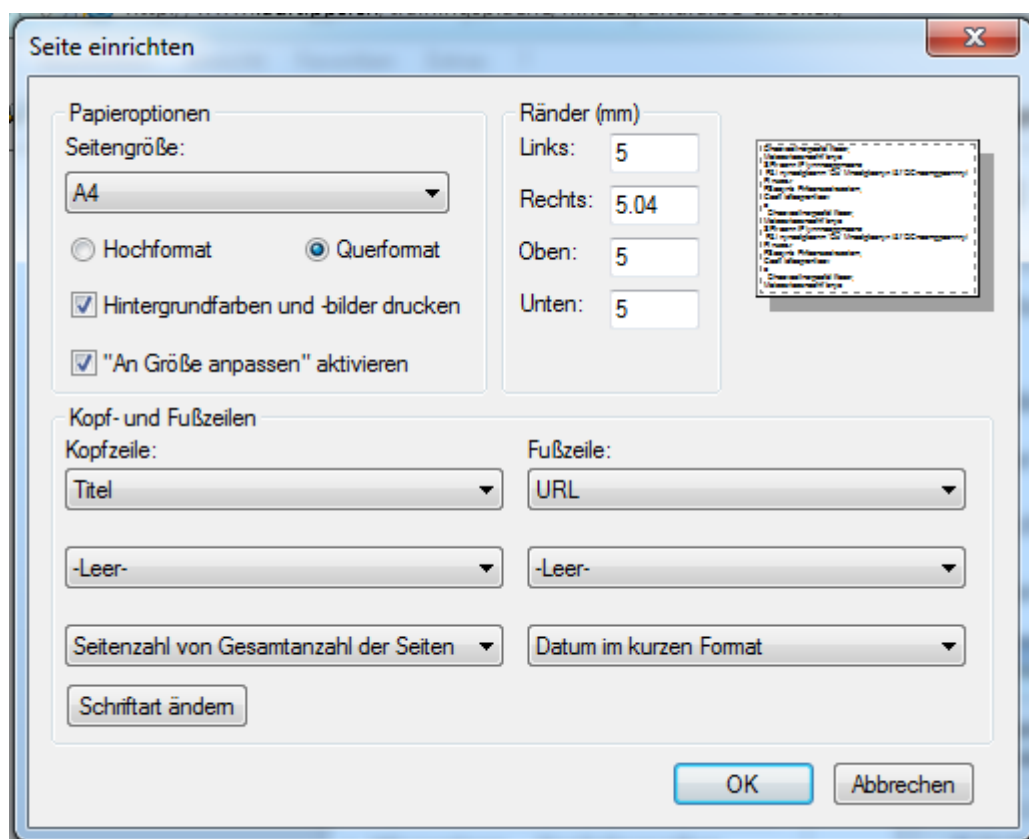 Seite einrichten
Papieroptionen
Seitengröße:
A4
Hochformat
Querformat
Hintergrundfarben und -bilder drucken
"An Größe anpassen" aktivieren
Ränder (mm)
Links: 5
Rechts: 5.04
Oben: 5
Unten: 5
Kopf- und Fußzeilen
Kopfzeile:
Titel
-Leer-
Seitenzahl von Gesamtanzahl der Seiten
Schriftart ändern
Fußzeile:
URL
-Leer-
Datum im kurzen Format
OK
Abbrechen